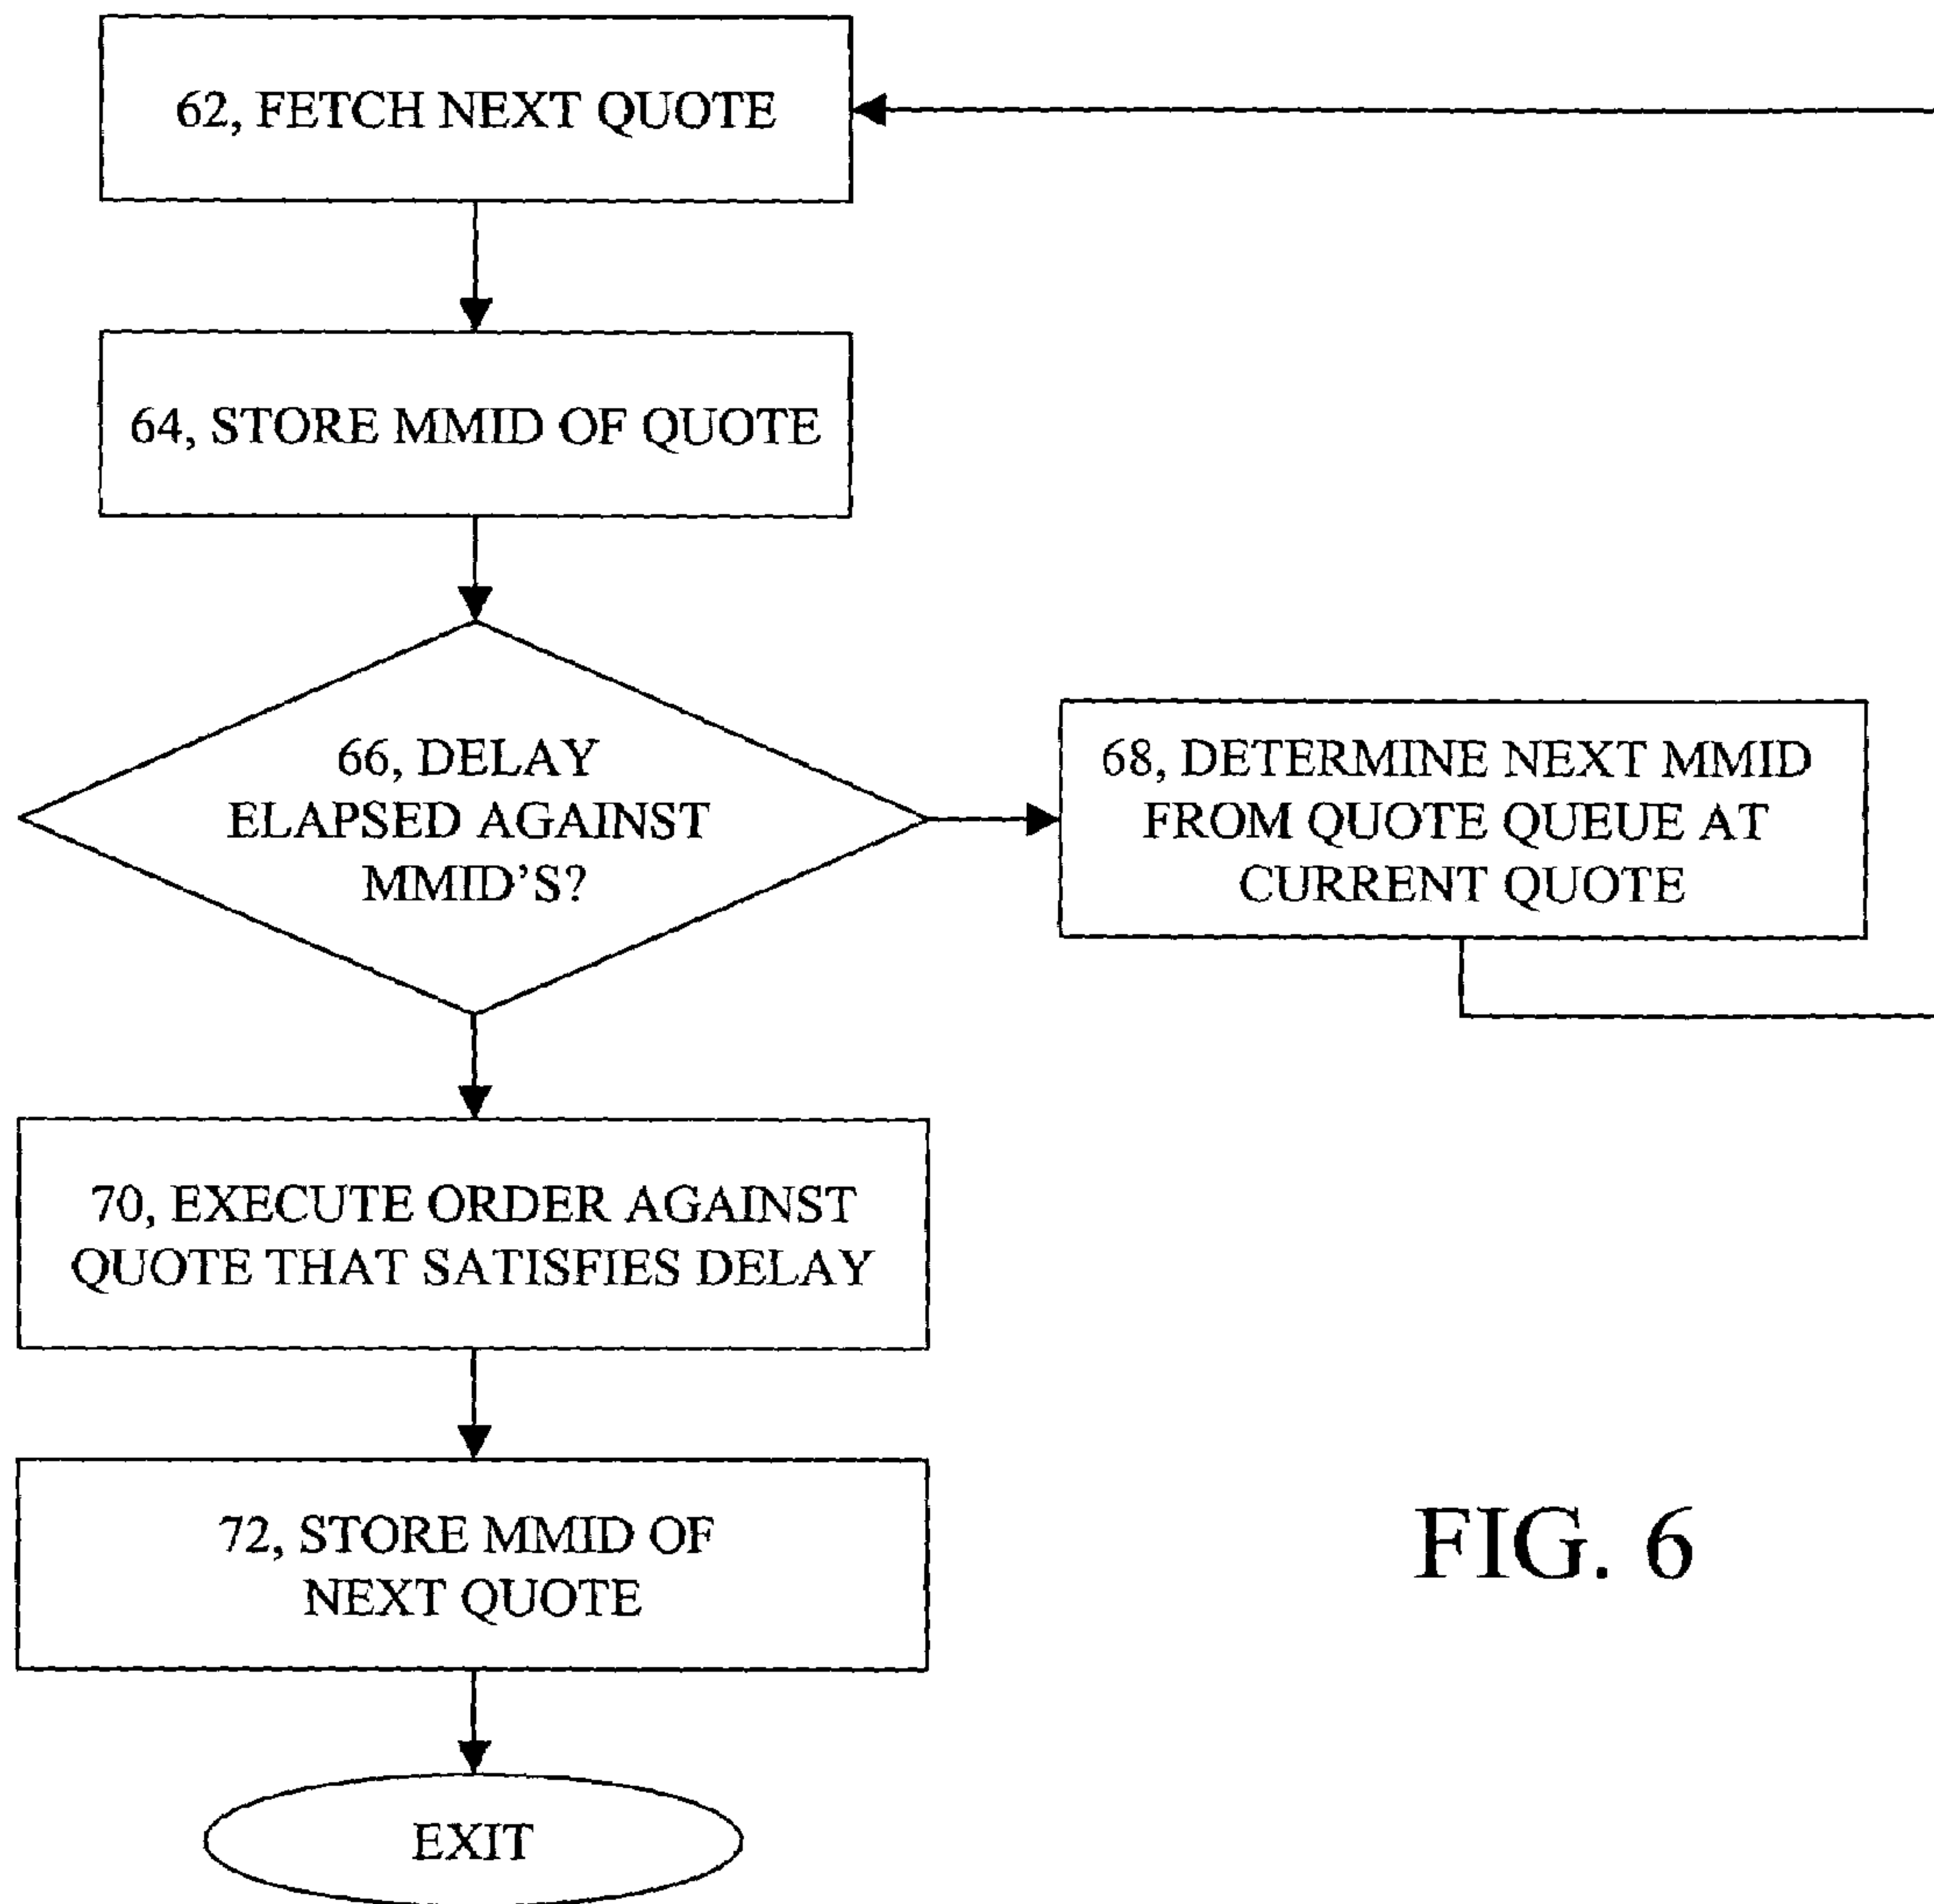 62, FETCH NEXT QUOTE
64, STORE MMID OF QUOTE
66, DELAY
ELAPSED AGAINST
MMID'S?
68, DETERMINE NEXT MMID
FROM QUOTE QUEUE AT
CURRENT QUOTE
70, EXECUTE ORDER AGAINST
QUOTE THAT SATISFIES DELAY
72, STORE MMID OF
NEXT QUOTE
EXIT
FIG. 6